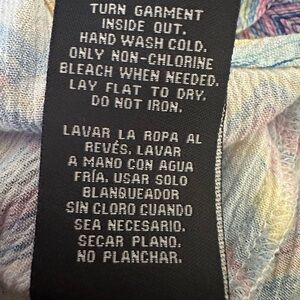 TURN GARMENT
INSIDE OUT.
HAND WASH COLD.
ONLY NON-CHLORINE
BLEACH WHEN NEEDED.
LAY FLAT TO DRY.
DO NOT IRON.
LAVAR LA ROPA AL
REVÉS. LAVAR
A MANO CON AGUA
FRÍA. USAR SOLO
BLANQUEADOR
SIN CLORO CUANDO
SEA NECESARIO.
SECAR PLANO.
NO PLANCHAR.